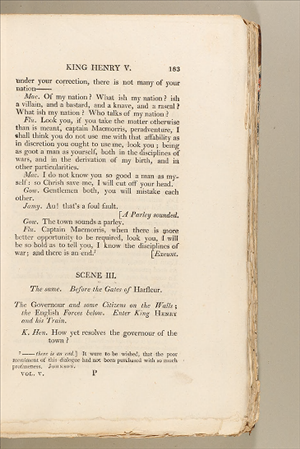 KING HENRY V. 163
under your correction, there is not many of your
nation——
Mac. Of my nation? What ish my nation? ish
a villain, and a bastard, and a knave, and a rascal?
What ish my nation? Who talks of my nation?
Flu. Look you, if you take the matter otherwise
than is meant, captain Macmorris, peradventure, I
shall think you do not use me with that affability as
in discretion you ought to use me, look you; being
as goot a man as yourself, both in the disciplines of
wars, and in the derivation of my birth, and in
other particularities.
Mac. I do not know you so good a man as my-
self: so Chrish save me, I will cut off your head.
Gow. Gentlemen both, you will mistake each
other.
Jamy. Au! that's a foul fault.
[A Parley sounded.
Gow. The town sounds a parley.
Flu. Captain Macmorris, when there is more
better opportunity to be required, look you, I will
be so bold as to tell you, I know the disciplines of
war; and there is an end.⁷ [Exeunt.
SCENE III.
The same. Before the Gates of Harfleur.
The Governour and some Citizens on the Walls;
the English Forces below. Enter King HENRY
and his Train.
K. Hen. How yet resolves the governour of the
town?
⁷ ——there is an end.] It were to be wished, that the poor
merriment of this dialogue had not been purchased with so much
profaneness. JOHNSON.
VOL. V. P